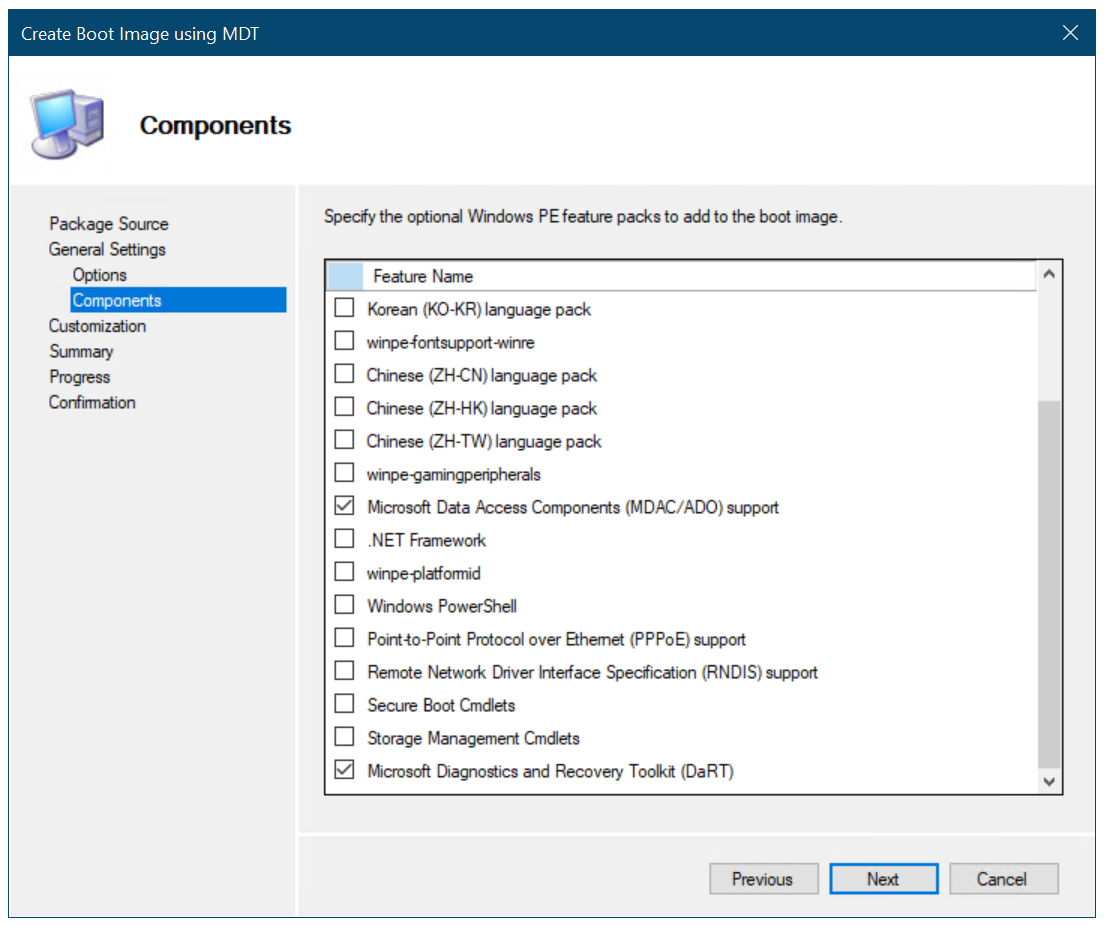 Create Boot Image using MDT
Components
Package Source
General Settings
Options
Components
Customization
Summary
Progress
Confirmation
Specify the optional Windows PE feature packs to add to the boot image.
Feature Name
Korean (KO-KR) language pack
winpe-fontsupport-winre
Chinese (ZH-CN) language pack
Chinese (ZH-HK) language pack
Chinese (ZH-TW) language pack
winpe-gamingperipherals
Microsoft Data Access Components (MDAC/ADO) support
.NET Framework
winpe-platformid
Windows PowerShell
Point-to-Point Protocol over Ethernet (PPPoE) support
Remote Network Driver Interface Specification (RNDIS) support
Secure Boot Cmdlets
Storage Management Cmdlets
Microsoft Diagnostics and Recovery Toolkit (DaRT)
Previous Next Cancel